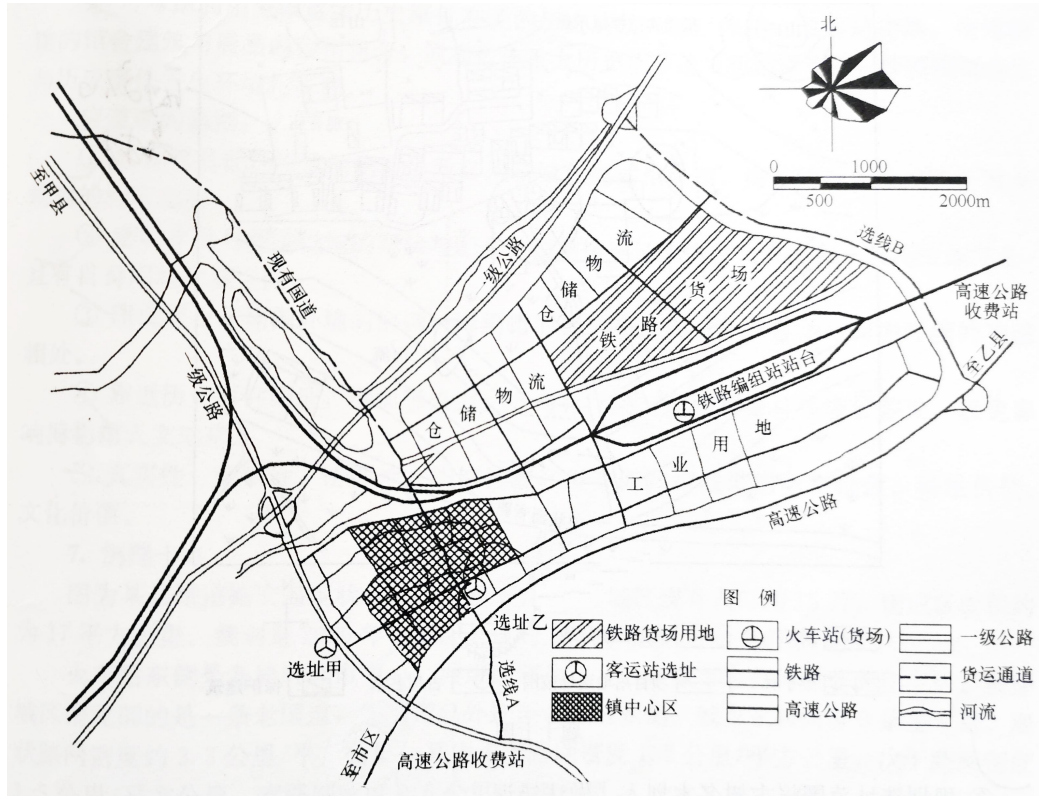 北
0 1000
500 2000m
至甲县
现有国道
一级公路
一级公路
选线B
高速公路
收费站
至乙县
仓储物流
铁路货场
仓储物流
铁路编组站站台
工业用地
高速公路
选址甲
选址乙
选线A
至市区
高速公路收费站
图例
铁路货场用地
火车站(货场)
一级公路
客运站选址
铁路
货运通道
镇中心区
高速公路
河流